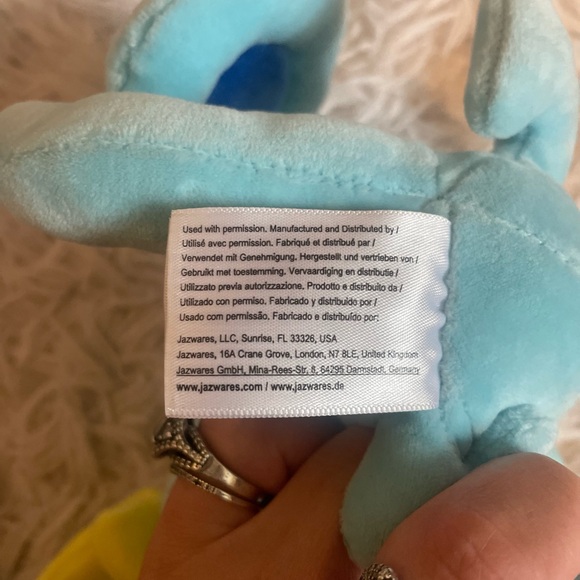 Used with permission. Manufactured and Distributed by /
Utilisé avec permission. Fabriqué et distribué par /
Verwendet mit Genehmigung. Hergestellt und vertrieben von /
Gebruikt met toestemming. Vervaardiging en distributie /
Utilizzato previa autorizzazione. Prodotto e distribuito da /
Utilizado con permiso. Fabricado y distribuido por /
Usado com permissão. Fabricado e distribuído por:
Jazwares, LLC, Sunrise, FL 33326, USA
Jazwares, 16A Crane Grove, London, N7 8LE, United Kingdom
Jazwares GmbH, Mina-Rees-Str, 8, 64295 Darmstadt, Germany
www.jazwares.com / www.jazwares.de